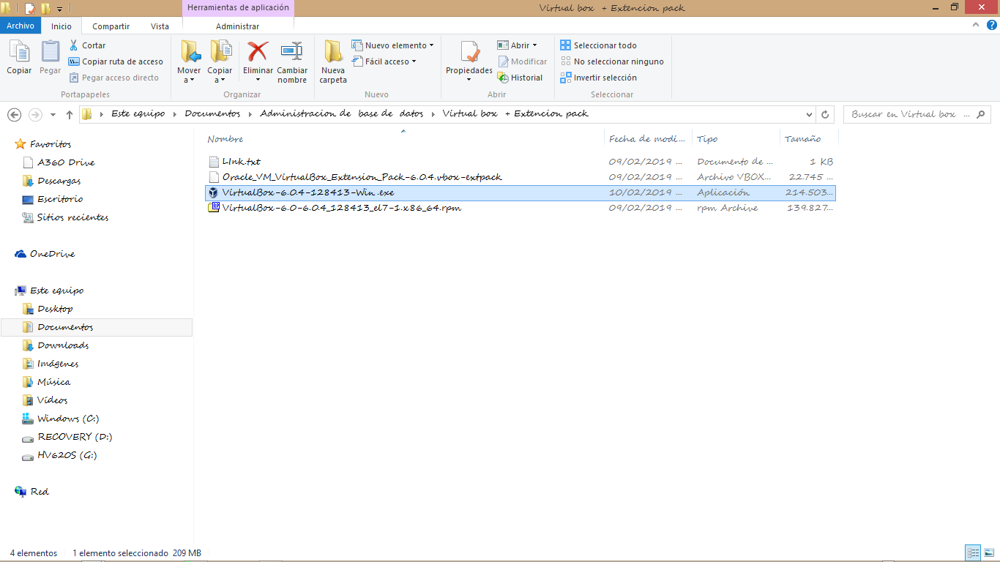 Herramientas de aplicación
Virtual box + Extencion pack
Archivo Inicio Compartir Vista Administrar
Copiar
Pegar
Cortar
Copiar ruta de acceso
Pegar acceso directo
Portapapeles
Mover a
Copiar a
Eliminar
Cambiar nombre
Organizar
Nueva carpeta
Nuevo elemento
Fácil acceso
Nuevo
Propiedades
Abrir
Modificar
Historial
Abrir
Seleccionar todo
No seleccionar ninguno
Invertir selección
Seleccionar
Este equipo Documentos Administracion de base de datos Virtual box + Extencion pack
Buscar en Virtual box ...
Favoritos
A360 Drive
Descargas
Escritorio
Sitios recientes
OneDrive
Este equipo
Desktop
Documentos
Downloads
Imágenes
Música
Vídeos
Windows (C:)
RECOVERY (D:)
HV620S (G:)
Red
Nombre Fecha de modi... Tipo Tamaño
LInk.txt 09/02/2019 ... Documento de ... 1 KB
Oracle_VM_VirtualBox_Extension_Pack-6.0.4.vbox-extpack 09/02/2019 ... Archivo VBOX... 22.745 ...
VirtualBox-6.0.4-128413-Win.exe 10/02/2019 ... Aplicación 214.503...
VirtualBox-6.0-6.0.4_128413_el7-1.x86_64.rpm 09/02/2019 ... rpm Archive 139.827...
4 elementos 1 elemento seleccionado 209 MB